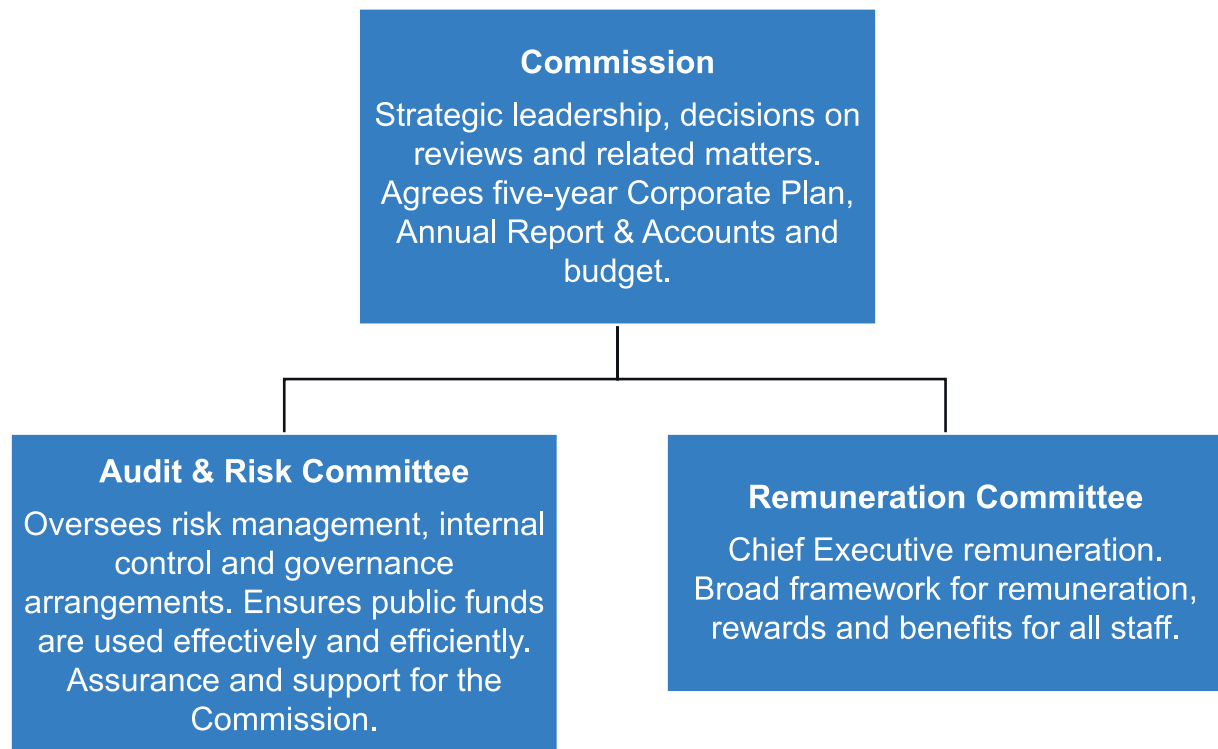 Commission
Strategic leadership, decisions on
reviews and related matters.
Agrees five-year Corporate Plan,
Annual Report & Accounts and
budget.
Audit & Risk Committee
Oversees risk management, internal
control and governance
arrangements. Ensures public funds
are used effectively and efficiently.
Assurance and support for the
Commission.
Remuneration Committee
Chief Executive remuneration.
Broad framework for remuneration,
rewards and benefits for all staff.